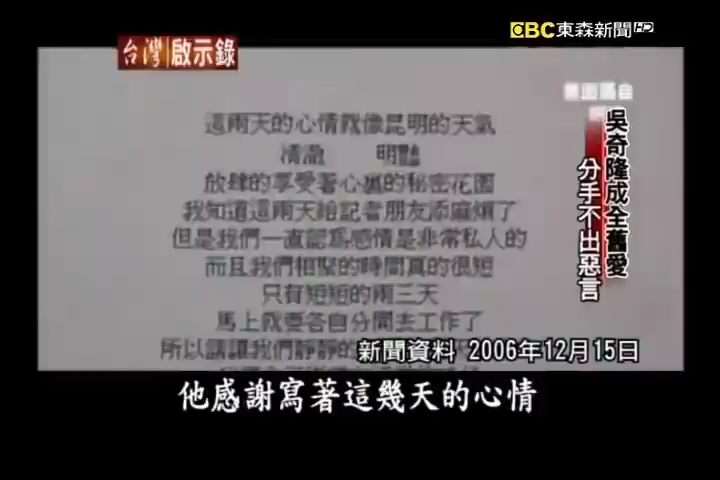 EBC東森新聞HD
台灣啟示錄
這兩天的心情就像昆明的天氣
清澈 明豔
放肆的享受著心裏的秘密花園
我知道這兩天給記者朋友添麻煩了
但是我們一直認為感情是非常私人的
而且我們相聚的時間真的很短
只有短短的兩三天
馬上就要各自分開去工作了
所以請讓我們靜靜的
吳奇隆成全舊愛
分手不出惡言
新聞資料 2006年12月15日
他感謝寫著這幾天的心情